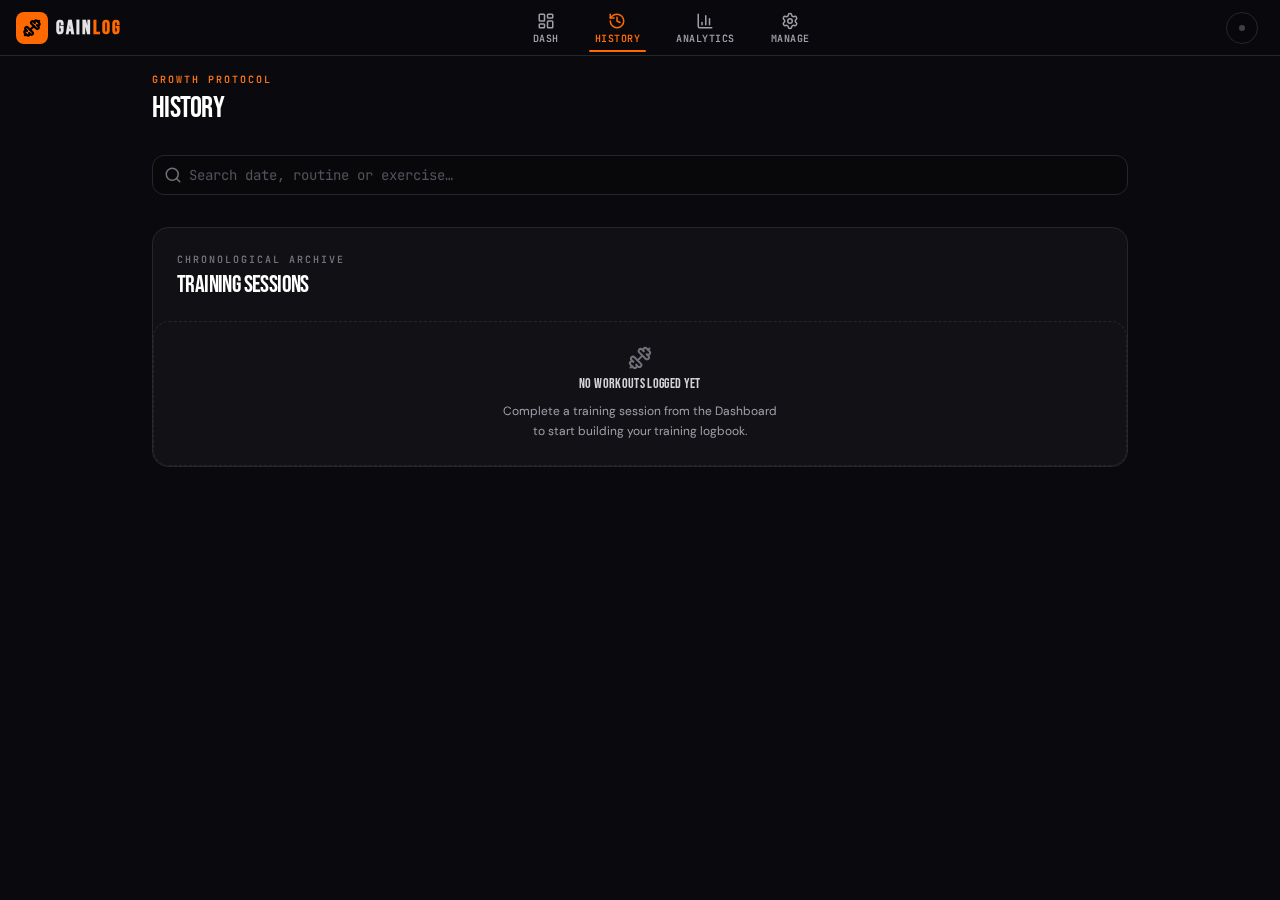 GAINLOG
DASH
HISTORY
ANALYTICS
MANAGE
GROWTH PROTOCOL
HISTORY
Search date, routine or exercise…
CHRONOLOGICAL ARCHIVE
TRAINING SESSIONS
NO WORKOUTS LOGGED YET
Complete a training session from the Dashboard
to start building your training logbook.